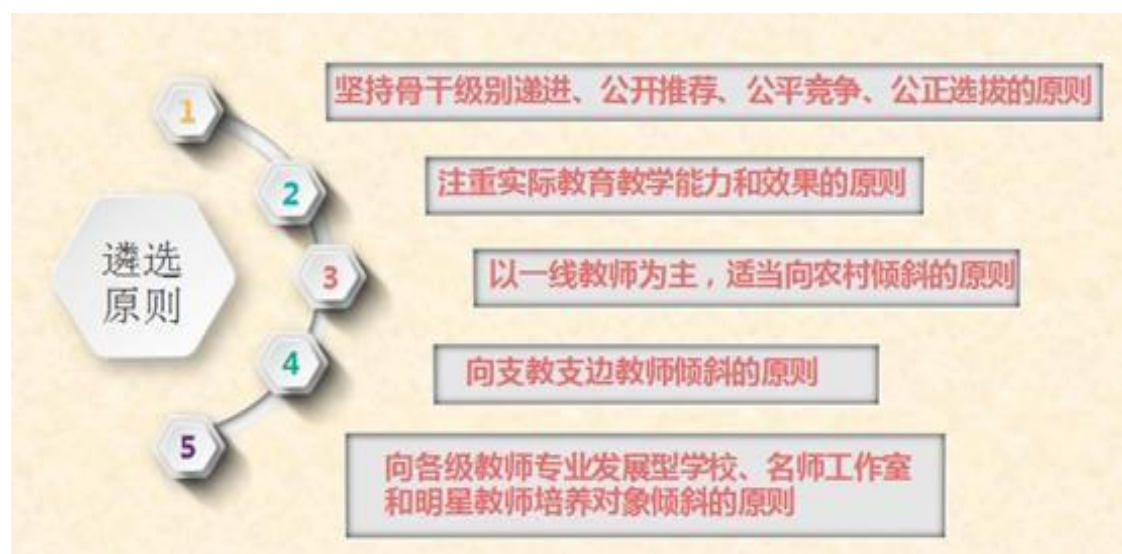 遴选
原则
1
坚持骨干级别递进、公开推荐、公平竞争、公正选拔的原则
2
注重实际教育教学能力和效果的原则
3
以一线教师为主，适当向农村倾斜的原则
4
向支教支边教师倾斜的原则
5
向各级教师专业发展型学校、名师工作室
和明星教师培养对象倾斜的原则